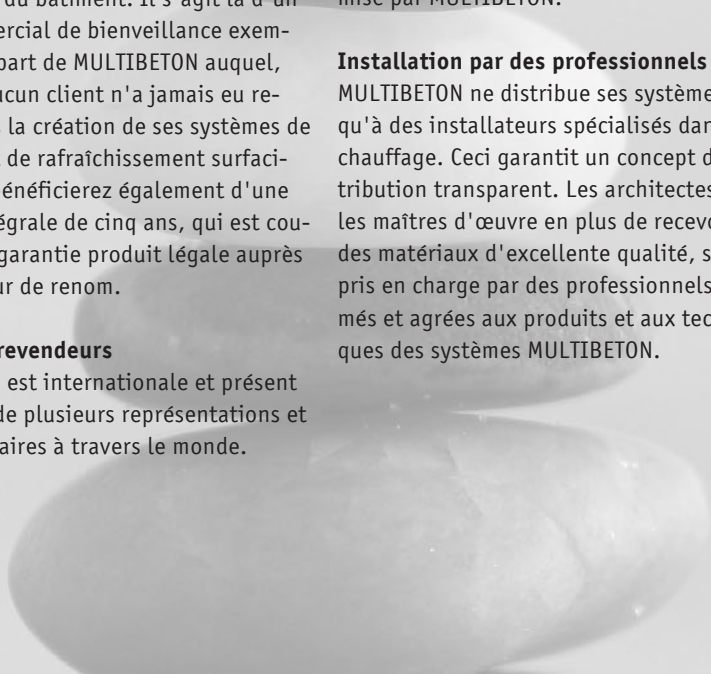 du bâtiment. Il s'agit là d'un
ercial de bienveillance exem-
part de MULTIBETON auquel,
ucun client n'a jamais eu re-
la création de ses systèmes de
de rafraîchissement surfaci-
énéficierez également d'une
égrale de cinq ans, qui est cou-
garantie produit légale auprès
ur de renom.
revendeurs
est internationale et présent
de plusieurs représentations et
aires à travers le monde.
mise par MULTIBETON.
Installation par des professionnels
MULTIBETON ne distribue ses système
qu'à des installateurs spécialisés dan
chauffage. Ceci garantit un concept d
tribution transparent. Les architectes
les maîtres d'œuvre en plus de recevo
des matériaux d'excellente qualité, s
pris en charge par des professionnels
més et agrées aux produits et aux tec
ques des systèmes MULTIBETON.